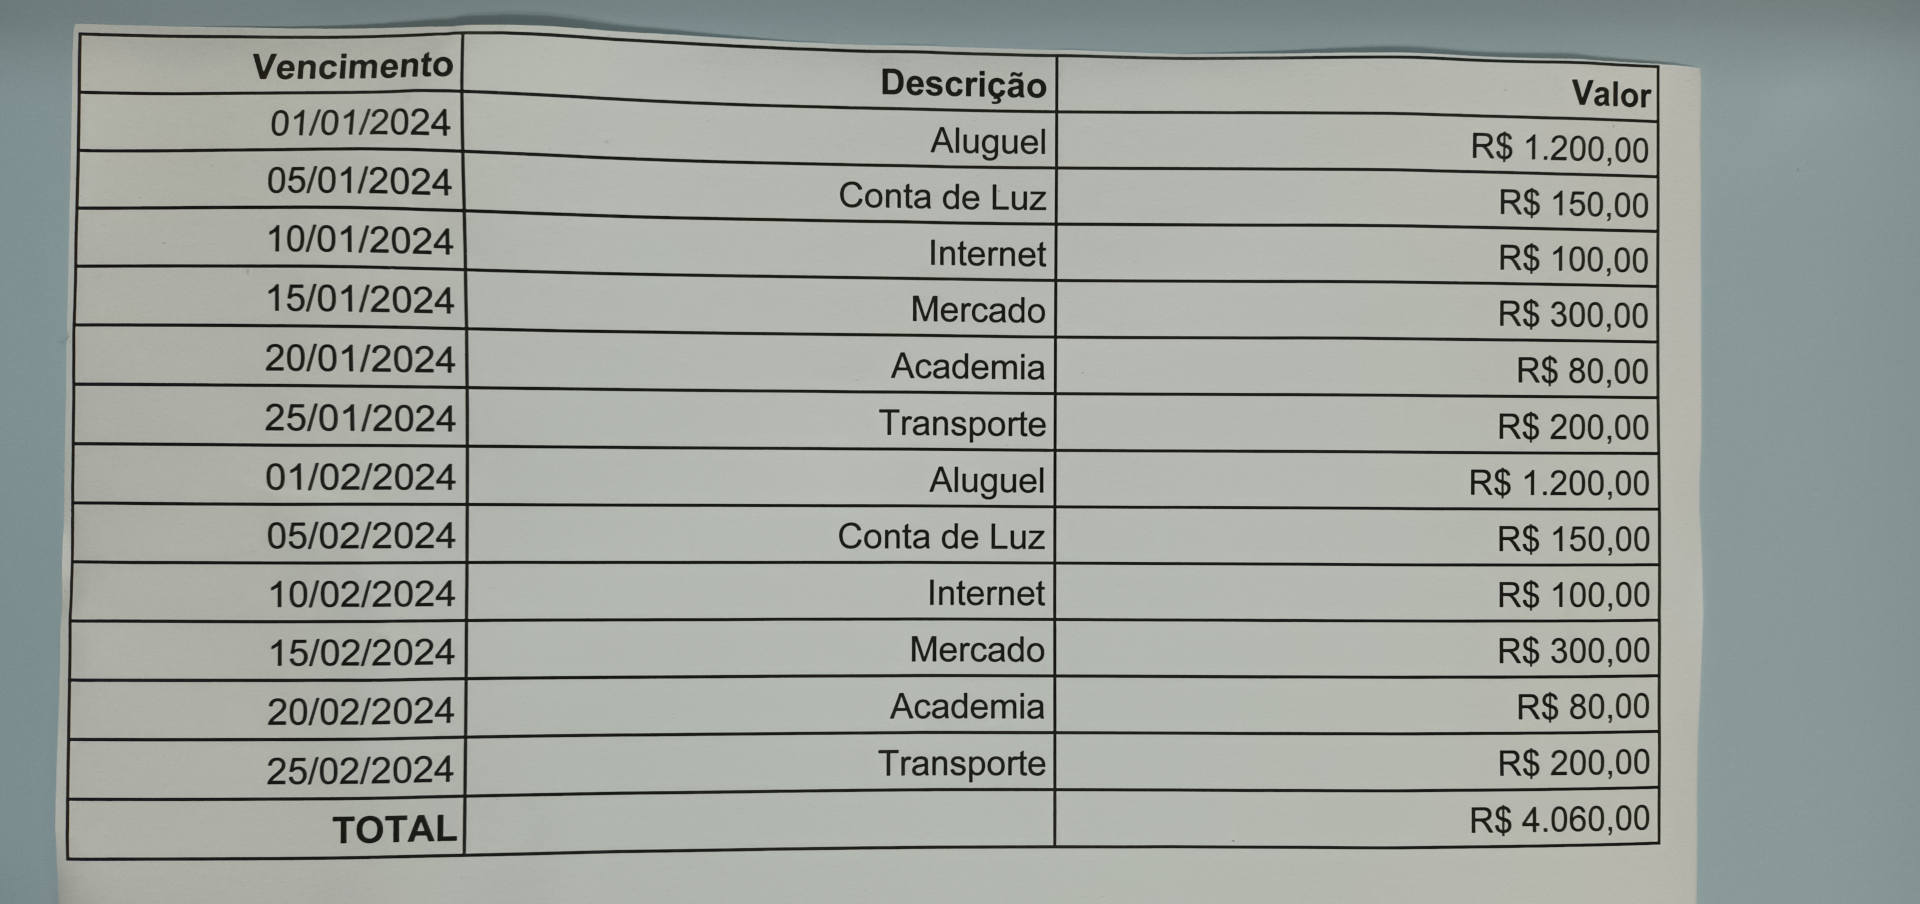 Vencimento Descrição Valor
01/01/2024 Aluguel R$ 1.200,00
05/01/2024 Conta de Luz R$ 150,00
10/01/2024 Internet R$ 100,00
15/01/2024 Mercado R$ 300,00
20/01/2024 Academia R$ 80,00
25/01/2024 Transporte R$ 200,00
01/02/2024 Aluguel R$ 1.200,00
05/02/2024 Conta de Luz R$ 150,00
10/02/2024 Internet R$ 100,00
15/02/2024 Mercado R$ 300,00
20/02/2024 Academia R$ 80,00
25/02/2024 Transporte R$ 200,00
TOTAL R$ 4.060,00